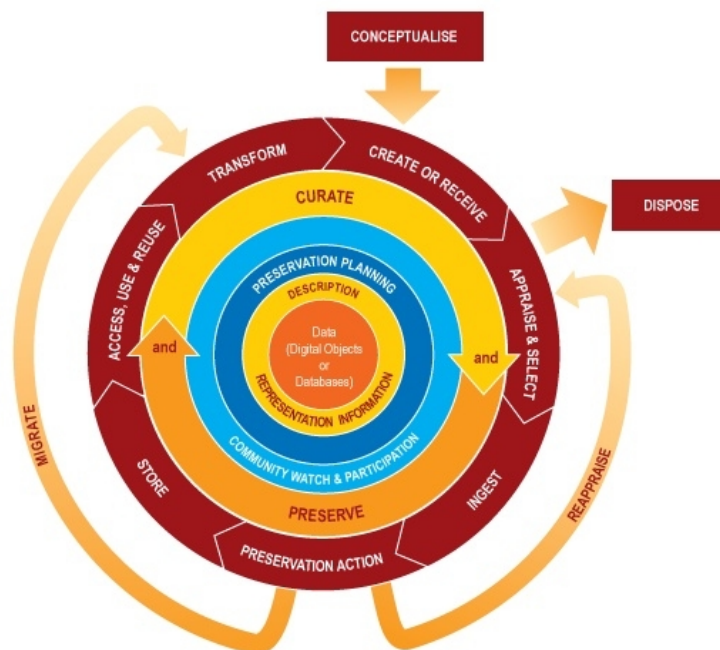 CONCEPTUALISE
TRANSFORM
CREATE OR RECEIVE
DISPOSE
CURATE
ACCESS, USE & REUSE
APPRAISE & SELECT
PRESERVATION PLANNING
DESCRIPTION
and
Data
(Digital Objects
or
Databases)
and
REPRESENTATION INFORMATION
COMMUNITY WATCH & PARTICIPATION
MIGRATE
STORE
INGEST
REAPPRAISE
PRESERVE
PRESERVATION ACTION